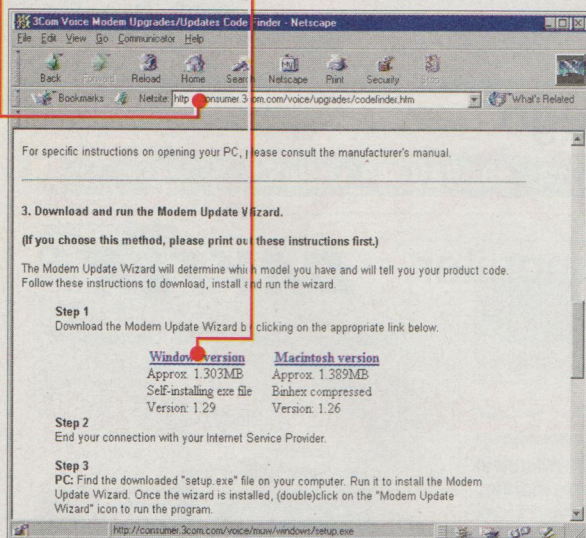 3Com Voice Modem Upgrades/Updates Code Finder - Netscape
File Edit View Go Communicator Help
Back Forward Reload Home Search Netscape Print Security Stop
Bookmarks Netsite: http consumer.3com.com/voice/upgrades/codefinder.htm What's Related
For specific instructions on opening your PC, please consult the manufacturer's manual.
3. Download and run the Modem Update Wizard.
(If you choose this method, please print out these instructions first.)
The Modem Update Wizard will determine which model you have and will tell you your product code.
Follow these instructions to download, install and run the wizard.
Step 1
Download the Modem Update Wizard by clicking on the appropriate link below.
Windows version Macintosh version
Approx. 1.303MB Approx. 1.389MB
Self-installing exe file Binhex compressed
Version: 1.29 Version: 1.26
Step 2
End your connection with your Internet Service Provider.
Step 3
PC: Find the downloaded "setup.exe" file on your computer. Run it to install the Modem
Update Wizard. Once the wizard is installed, (double)click on the "Modem Update
Wizard" icon to run the program.
http://consumer.3com.com/voice/muw/windows/setup.exe